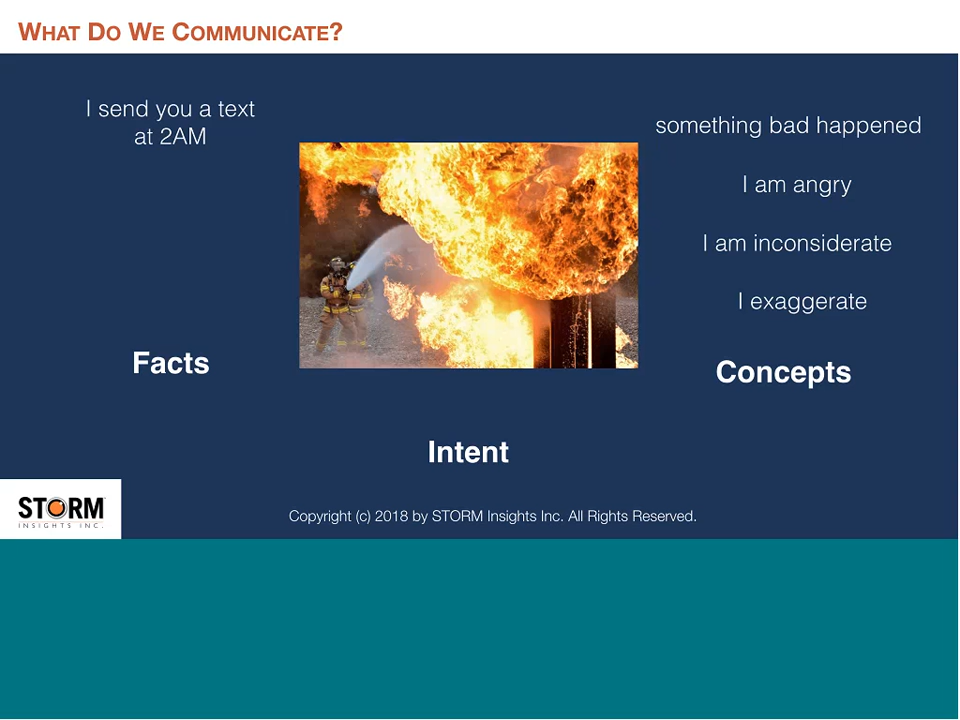 WHAT DO WE COMMUNICATE?
I send you a text
at 2AM
something bad happened
I am angry
I am inconsiderate
I exaggerate
Facts
Concepts
Intent
STORM
INSIGHTS INC.
Copyright (c) 2018 by STORM Insights Inc. All Rights Reserved.